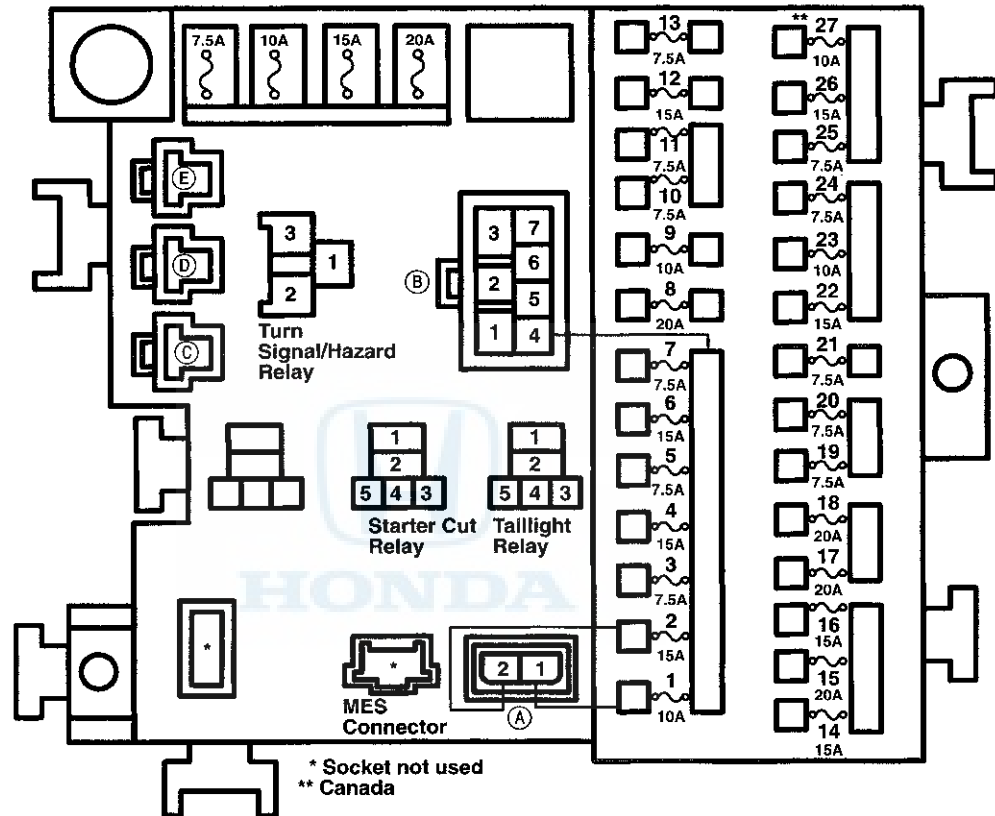 7.5A 10A 15A 20A
E
D
C
3
1
2
Turn
Signal/Hazard
Relay
B
3 7
6
2
5
1 4
1
2
5 4 3
Starter Cut
Relay
1
2
5 4 3
Taillight
Relay
HONDA
*
*
MES
Connector
2 1
A
* Socket not used
** Canada
13
7.5A
12
15A
11
7.5A
10
7.5A
9
10A
8
20A
7
7.5A
6
15A
5
7.5A
4
15A
3
7.5A
2
15A
1
10A
** 27
10A
26
15A
25
7.5A
24
7.5A
23
10A
22
15A
21
7.5A
20
7.5A
19
7.5A
18
20A
17
20A
16
15A
15
20A
14
15A